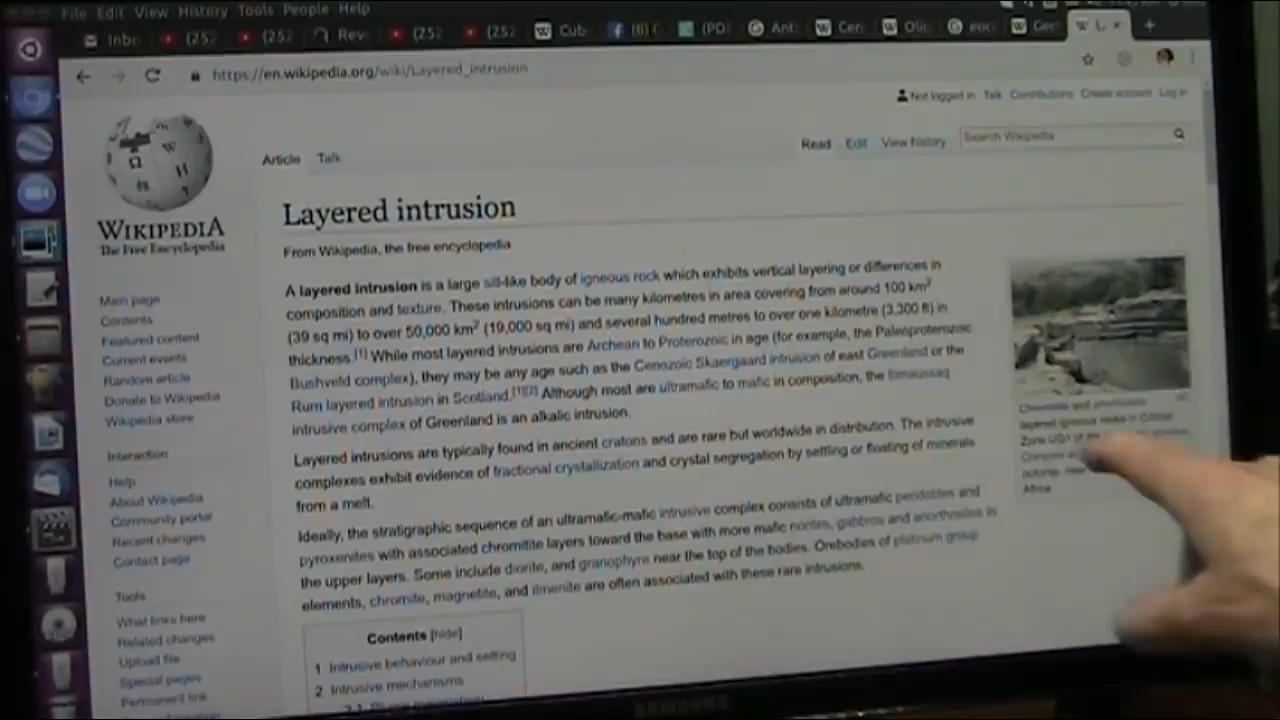 File Edit View History Tools People Help
Inbo (252 (252 Rev (252 (252 Cub (6) (PD Ant Cen Olic eoc Geo L
https://en.wikipedia.org/wiki/Layered_intrusion
Not logged in Talk Contributions Create account Log in
Article Talk
Read Edit View history Search Wikipedia
WIKIPEDIA
The Free Encyclopedia
Main page
Contents
Featured content
Current events
Random article
Donate to Wikipedia
Wikipedia store
Interaction
Help
About Wikipedia
Community portal
Recent changes
Contact page
Tools
What links here
Related changes
Upload file
Special pages
Permanent link
Layered intrusion
From Wikipedia, the free encyclopedia
A layered intrusion is a large sill-like body of igneous rock which exhibits vertical layering or differences in
composition and texture. These intrusions can be many kilometres in area covering from around 100 km²
(39 sq mi) to over 50,000 km² (19,000 sq mi) and several hundred metres to over one kilometre (3,300 ft) in
thickness.[1] While most layered intrusions are Archean to Proterozoic in age (for example, the Paleoproterozoic
Bushveld complex), they may be any age such as the Cenozoic Skaergaard intrusion of east Greenland or the
Rum layered intrusion in Scotland.[1][2] Although most are ultramafic to mafic in composition, the Ilimaussaq
intrusive complex of Greenland is an alkalic intrusion.
Layered intrusions are typically found in ancient cratons and are rare but worldwide in distribution. The intrusive
complexes exhibit evidence of fractional crystallization and crystal segregation by settling or floating of minerals
from a melt.
Ideally, the stratigraphic sequence of an ultramafic-mafic intrusive complex consists of ultramafic peridotites and
pyroxenites with associated chromitite layers toward the base with more mafic norites, gabbros and anorthosites in
the upper layers. Some include diorite, and granophyre near the top of the bodies. Orebodies of platinum group
elements, chromite, magnetite, and ilmenite are often associated with these rare intrusions.
Contents [hide]
1 Intrusive behaviour and setting
2 Intrusive mechanisms
Chromitite and
layered igneous rocks in Critical
Zone UG1 of
Africa
SAMSUNG